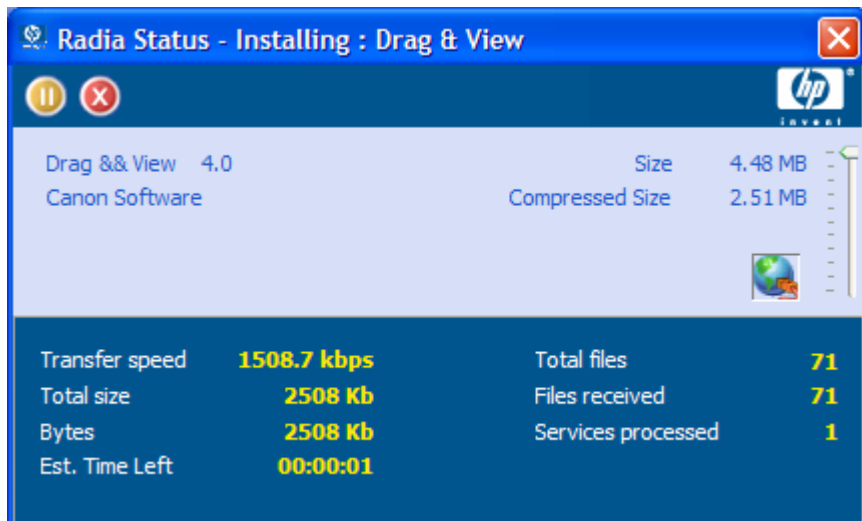 Radia Status - Installing : Drag & View
hp
invent
Drag && View 4.0 Size 4.48 MB
Canon Software Compressed Size 2.51 MB
Transfer speed 1508.7 kbps Total files 71
Total size 2508 Kb Files received 71
Bytes 2508 Kb Services processed 1
Est. Time Left 00:00:01